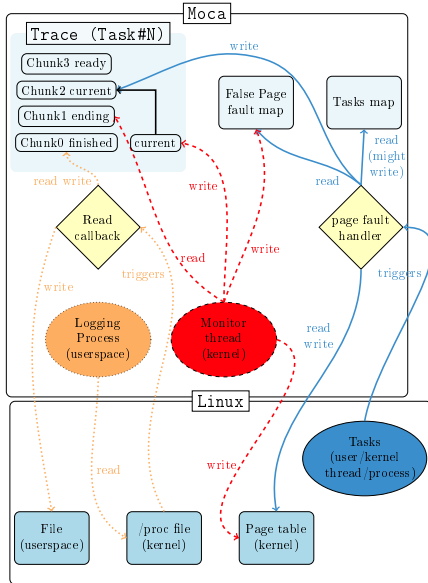 Moca
Trace (Task#N)
write
Chunk3 ready
Chunk2 current
Chunk1 ending
Chunk0 finished
current
False Page
fault map
Tasks map
read
(might
write)
read write
write
read
Read
callback
page fault
handler
write
read
triggers
triggers
write
Logging
Process
(userspace)
Monitor
thread
(kernel)
read
write
Linux
Tasks
(user/kernel
thread/process)
read
write
File
(userspace)
/proc file
(kernel)
Page table
(kernel)